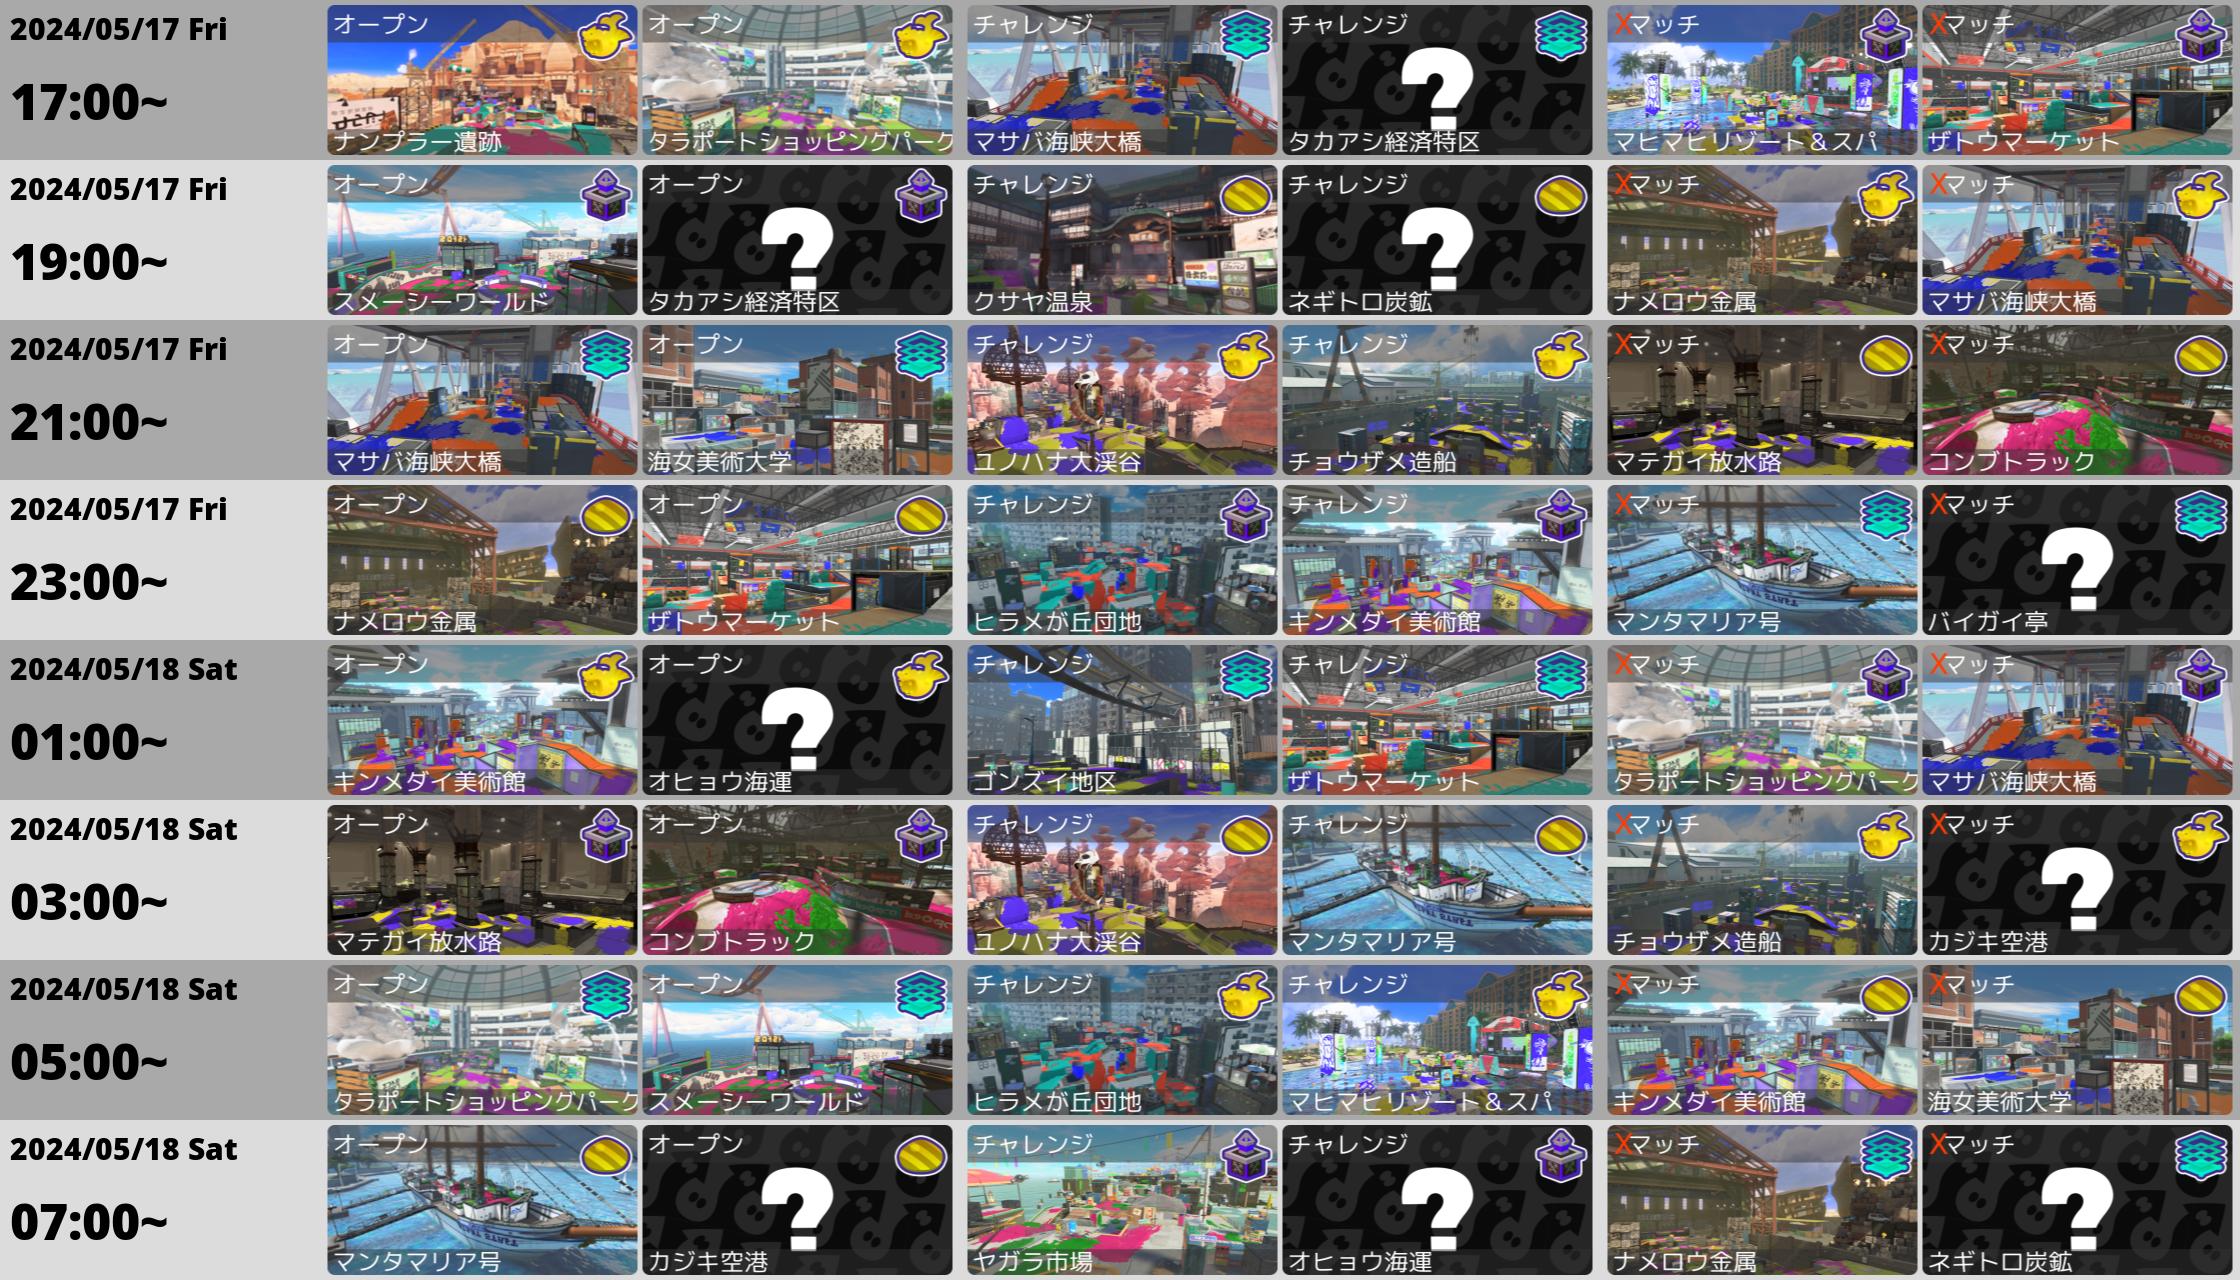 2024/05/17 Fri
17:00~
オープン
ナンプラー遺跡
オープン
タラポートショッピングパーク
チャレンジ
マサバ海峡大橋
チャレンジ
タカアシ経済特区
Xマッチ
マヒマヒリゾート&スパ
Xマッチ
ザトウマーケット
2024/05/17 Fri
19:00~
オープン
スメーシーワールド
オープン
タカアシ経済特区
チャレンジ
クサヤ温泉
チャレンジ
ネギトロ炭鉱
Xマッチ
ナメロウ金属
Xマッチ
マサバ海峡大橋
2024/05/17 Fri
21:00~
オープン
マサバ海峡大橋
オープン
海女美術大学
チャレンジ
ユノハナ大渓谷
チャレンジ
チョウザメ造船
Xマッチ
マテガイ放水路
Xマッチ
コンブトラック
2024/05/17 Fri
23:00~
オープン
ナメロウ金属
オープン
ザトウマーケット
チャレンジ
ヒラメが丘団地
チャレンジ
キンメダイ美術館
Xマッチ
マンタマリア号
Xマッチ
バイガイ亭
2024/05/18 Sat
01:00~
オープン
キンメダイ美術館
オープン
オヒョウ海運
チャレンジ
ゴンズイ地区
チャレンジ
ザトウマーケット
Xマッチ
タラポートショッピングパーク
Xマッチ
マサバ海峡大橋
2024/05/18 Sat
03:00~
オープン
マテガイ放水路
オープン
コンブトラック
チャレンジ
ユノハナ大渓谷
チャレンジ
マンタマリア号
Xマッチ
チョウザメ造船
Xマッチ
カジキ空港
2024/05/18 Sat
05:00~
オープン
タラポートショッピングパーク
オープン
スメーシーワールド
チャレンジ
ヒラメが丘団地
チャレンジ
マヒマヒリゾート&スパ
Xマッチ
キンメダイ美術館
Xマッチ
海女美術大学
2024/05/18 Sat
07:00~
オープン
マンタマリア号
オープン
カジキ空港
チャレンジ
ヤガラ市場
チャレンジ
オヒョウ海運
Xマッチ
ナメロウ金属
Xマッチ
ネギトロ炭鉱